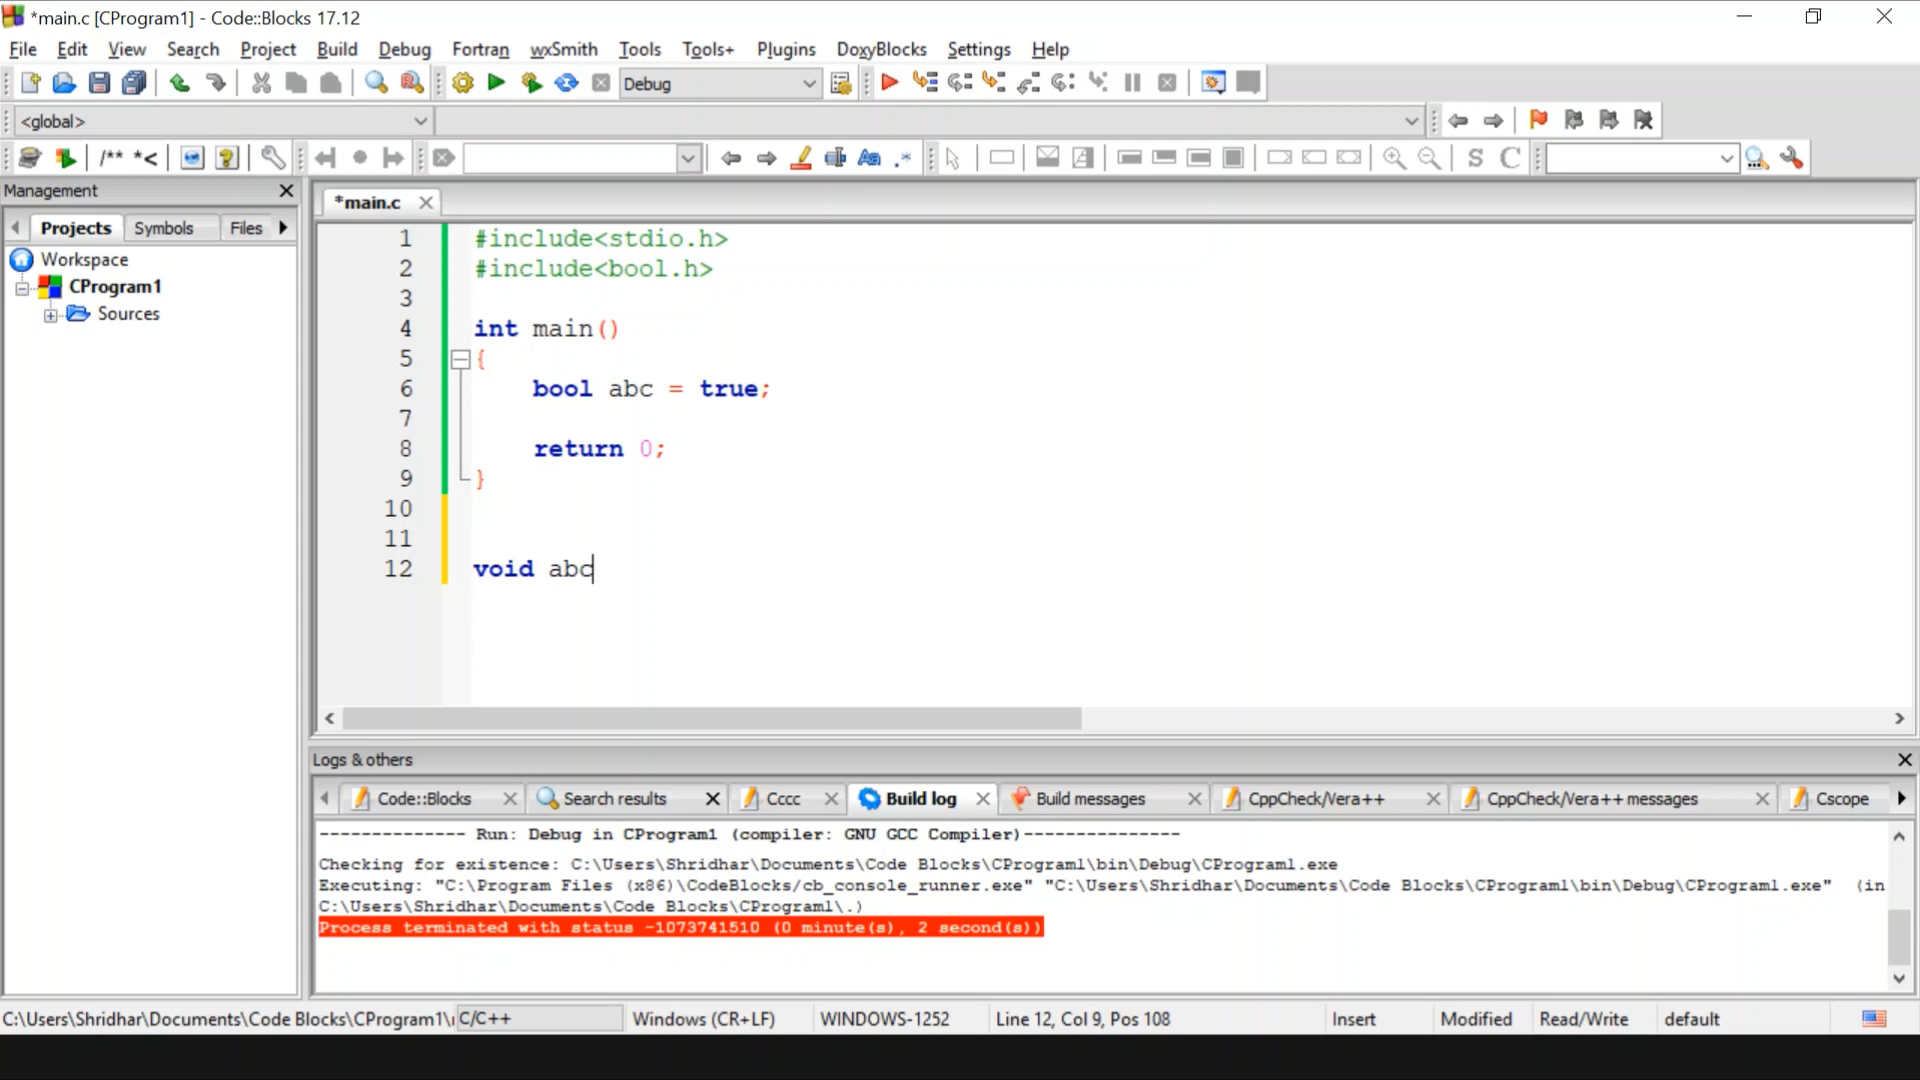 *main.c [CProgram1] - Code::Blocks 17.12
File Edit View Search Project Build Debug Fortran wxSmith Tools Tools+ Plugins DoxyBlocks Settings Help
Debug
<global>
/** *<
Aa .*
S C
Management
Projects Symbols Files
Workspace
CProgram1
Sources
*main.c
1 #include<stdio.h>
2 #include<bool.h>
3
4 int main()
5 {
6 bool abc = true;
7
8 return 0;
9 }
10
11
12 void abc
Logs & others
Code::Blocks Search results Cccc Build log Build messages CppCheck/Vera++ CppCheck/Vera++ messages Cscope
-------------- Run: Debug in CProgram1 (compiler: GNU GCC Compiler)---------------
Checking for existence: C:\Users\Shridhar\Documents\Code Blocks\CProgram1\bin\Debug\CProgram1.exe
Executing: "C:\Program Files (x86)\CodeBlocks/cb_console_runner.exe" "C:\Users\Shridhar\Documents\Code Blocks\CProgram1\bin\Debug\CProgram1.exe"  (in
C:\Users\Shridhar\Documents\Code Blocks\CProgram1\.)
Process terminated with status -1073741510 (0 minute(s), 2 second(s))
C:\Users\Shridhar\Documents\Code Blocks\CProgram1\ C/C++ Windows (CR+LF) WINDOWS-1252 Line 12, Col 9, Pos 108 Insert Modified Read/Write default